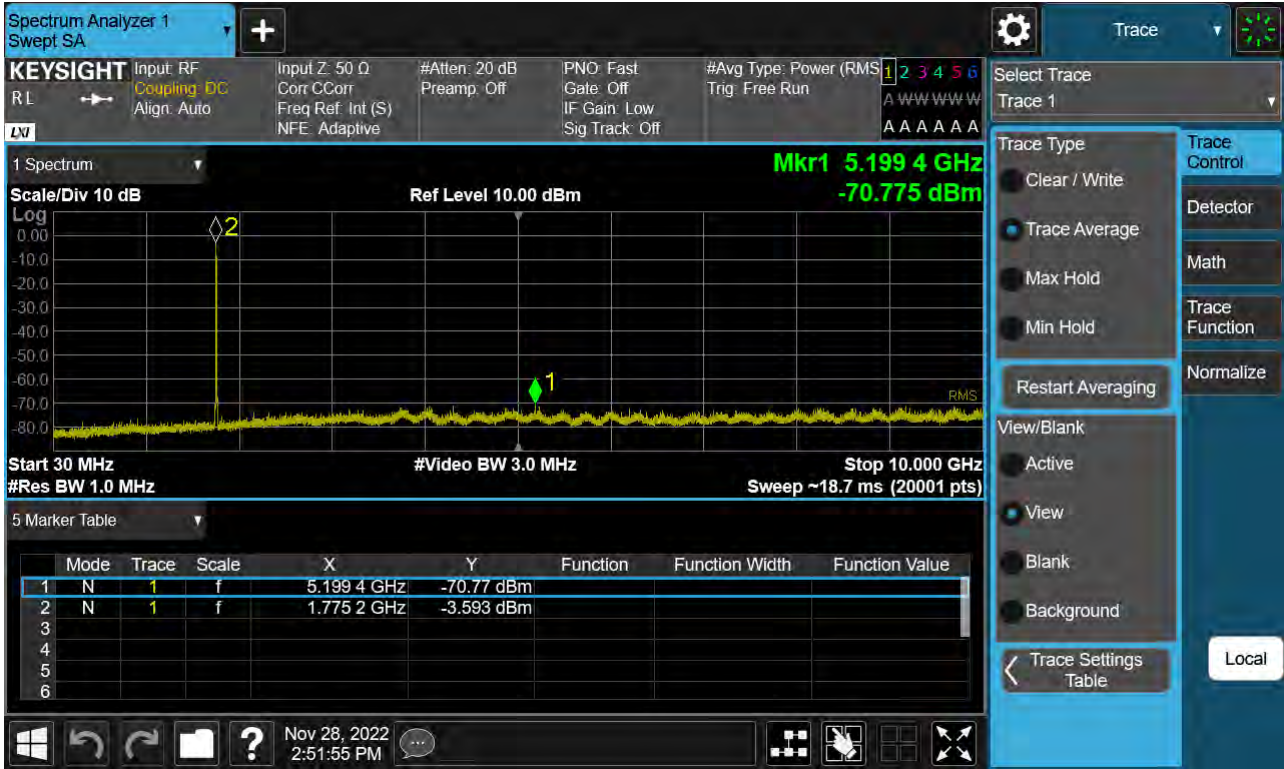 Spectrum Analyzer 1
Swept SA
Trace
KEYSIGHT
RL
LXI
Input: RF
Coupling: DC
Align: Auto
Input Z: 50 Ω
Corr CCorr
Freq Ref: Int (S)
NFE: Adaptive
#Atten: 20 dB
Preamp: Off
PNO: Fast
Gate: Off
IF Gain: Low
Sig Track: Off
#Avg Type: Power (RMS
Trig: Free Run
1 2 3 4 5 6
A W W W W W
A A A A A A
Select Trace
Trace 1
1 Spectrum
Mkr1 5.199 4 GHz
-70.775 dBm
Scale/Div 10 dB
Ref Level 10.00 dBm
Log
0.00
-10.0
-20.0
-30.0
-40.0
-50.0
-60.0
-70.0
-80.0
2
1
RMS
Start 30 MHz
#Video BW 3.0 MHz
Stop 10.000 GHz
#Res BW 1.0 MHz
Sweep ~18.7 ms (20001 pts)
5 Marker Table
Mode Trace Scale X Y Function Function Width Function Value
1 N 1 f 5.199 4 GHz -70.77 dBm
2 N 1 f 1.775 2 GHz -3.593 dBm
3
4
5
6
Trace Type
Clear / Write
Trace Average
Max Hold
Min Hold
Restart Averaging
View/Blank
Active
View
Blank
Background
Trace Settings
Table
Trace
Control
Detector
Math
Trace
Function
Normalize
Local
?
Nov 28, 2022
2:51:55 PM